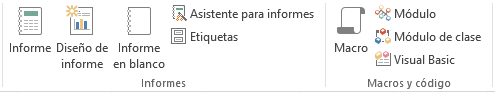 Informe
Diseño de
informe
Informe
en blanco
Asistente para informes
Etiquetas
Informes
Macro
Módulo
Módulo de clase
Visual Basic
Macros y código